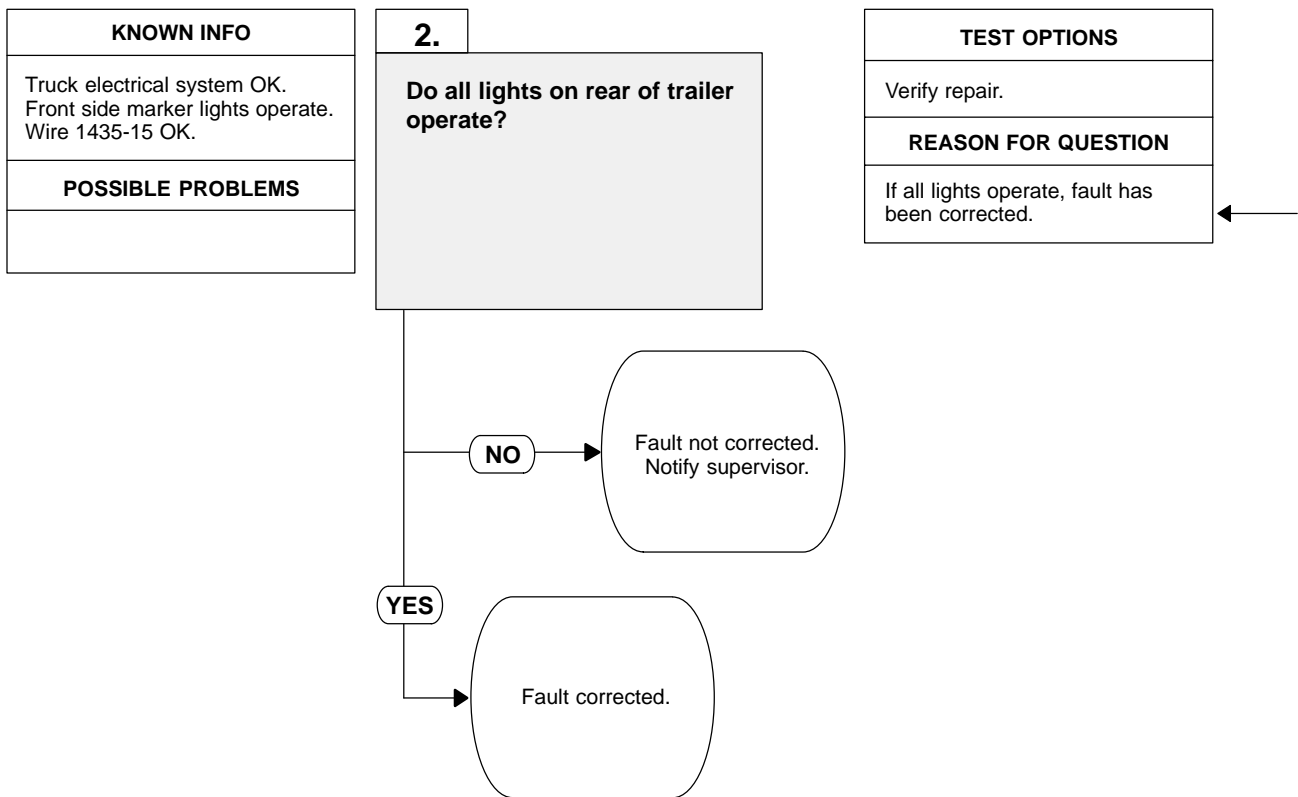 KNOWN INFO
Truck electrical system OK.
Front side marker lights operate.
Wire 1435-15 OK.
POSSIBLE PROBLEMS
2.
Do all lights on rear of trailer
operate?
TEST OPTIONS
Verify repair.
REASON FOR QUESTION
If all lights operate, fault has
been corrected.
NO
Fault not corrected.
Notify supervisor.
YES
Fault corrected.